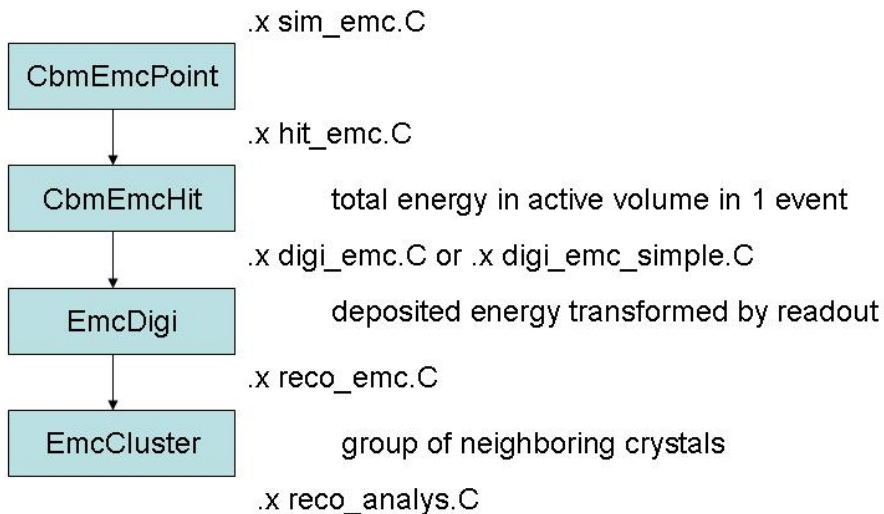 .x sim_emc.C
CbmEmcPoint
.x hit_emc.C
CbmEmcHit
total energy in active volume in 1 event
.x digi_emc.C or .x digi_emc_simple.C
EmcDigi
deposited energy transformed by readout
.x reco_emc.C
EmcCluster
group of neighboring crystals
.x reco_analys.C